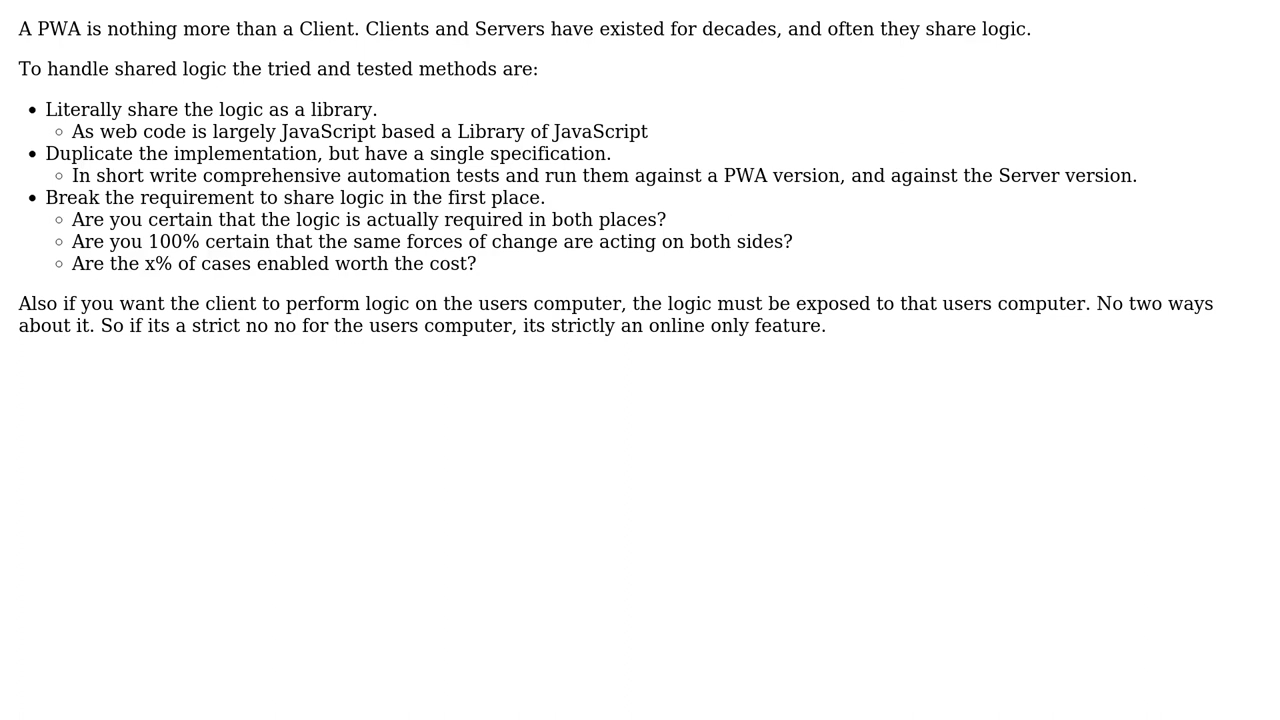 A PWA is nothing more than a Client. Clients and Servers have existed for decades, and often they share logic.
To handle shared logic the tried and tested methods are:
• Literally share the logic as a library.
◦ As web code is largely JavaScript based a Library of JavaScript
• Duplicate the implementation, but have a single specification.
◦ In short write comprehensive automation tests and run them against a PWA version, and against the Server version.
• Break the requirement to share logic in the first place.
◦ Are you certain that the logic is actually required in both places?
◦ Are you 100% certain that the same forces of change are acting on both sides?
◦ Are the x% of cases enabled worth the cost?
Also if you want the client to perform logic on the users computer, the logic must be exposed to that users computer. No two ways
about it. So if its a strict no no for the users computer, its strictly an online only feature.